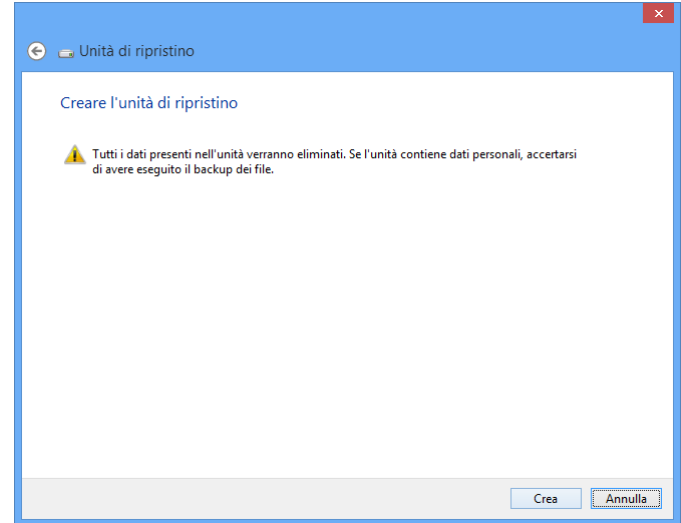 Unità di ripristino
Creare l'unità di ripristino
Tutti i dati presenti nell'unità verranno eliminati. Se l'unità contiene dati personali, accertarsi
di avere eseguito il backup dei file.
Crea
Annulla